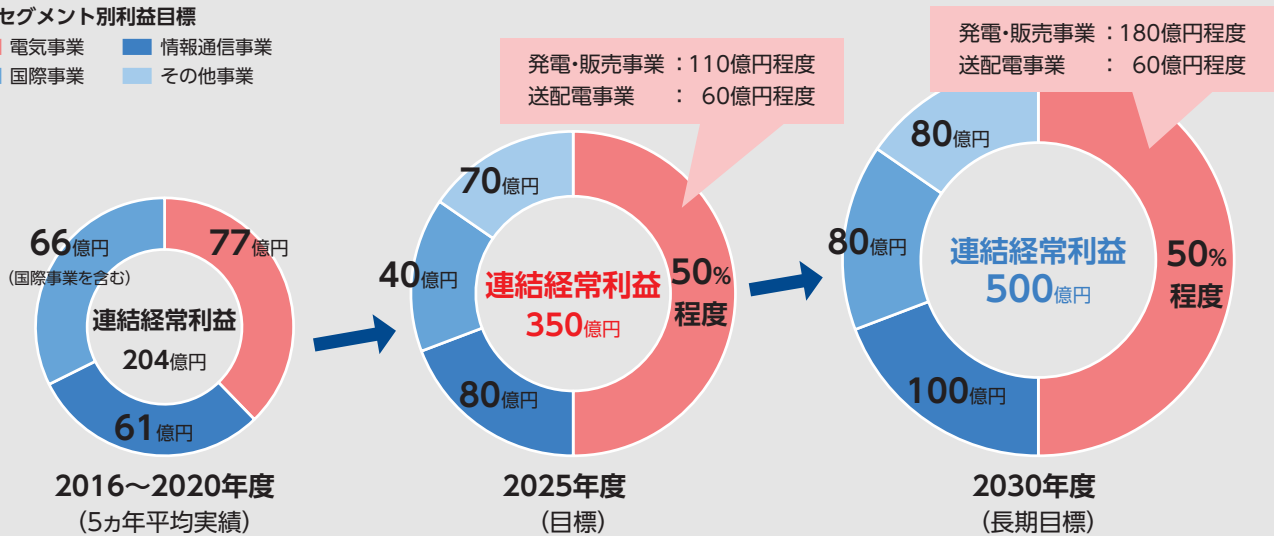 セグメント別利益目標
電気事業 情報通信事業
国際事業 その他事業
発電・販売事業 ：110億円程度
送配電事業 ： 60億円程度
発電・販売事業 ：180億円程度
送配電事業 ： 60億円程度
66億円
(国際事業を含む)
77億円
連結経常利益
204億円
61億円
2016～2020年度
(5ヵ年平均実績)
70億円
40億円
連結経常利益
350億円
50%
程度
80億円
2025年度
(目標)
80億円
80億円
連結経常利益
500億円
50%
程度
100億円
2030年度
(長期目標)